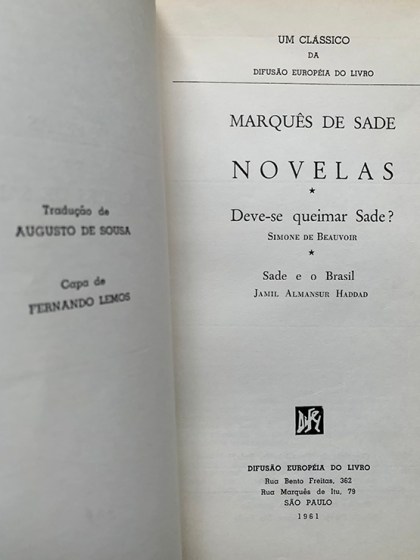 Tradução de
AUGUSTO DE SOUSA
Capa de
FERNANDO LEMOS
UM CLÁSSICO
DA
DIFUSÃO EUROPÉIA DO LIVRO
MARQUÊS DE SADE
NOVELAS
★
Deve-se queimar Sade?
SIMONE DE BEAUVOIR
★
Sade e o Brasil
JAMIL ALMANSUR HADDAD
DIFUSÃO EUROPÉIA DO LIVRO
Rua Bento Freitas, 362
Rua Marquês de Itu, 79
SÃO PAULO
1961